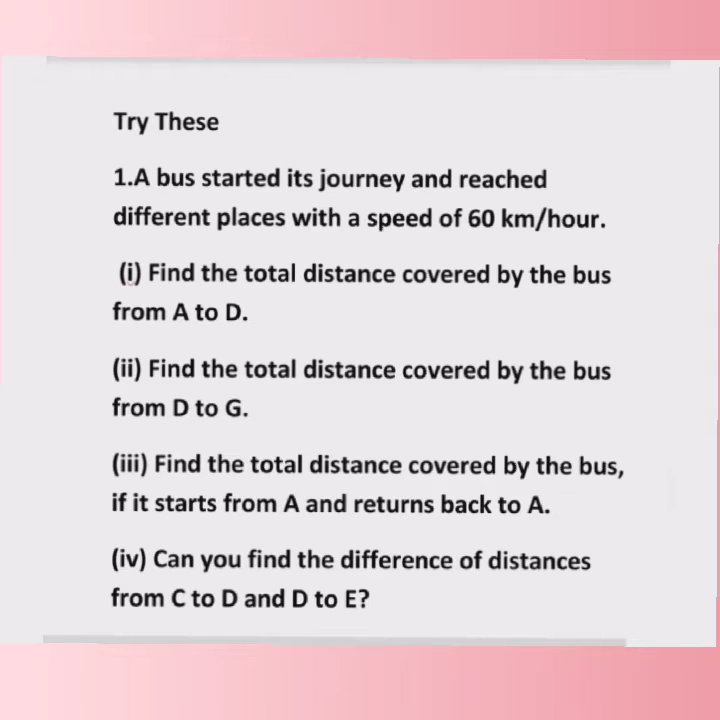 Try These
1.A bus started its journey and reached
different places with a speed of 60 km/hour.
(i) Find the total distance covered by the bus
from A to D.
(ii) Find the total distance covered by the bus
from D to G.
(iii) Find the total distance covered by the bus,
if it starts from A and returns back to A.
(iv) Can you find the difference of distances
from C to D and D to E?